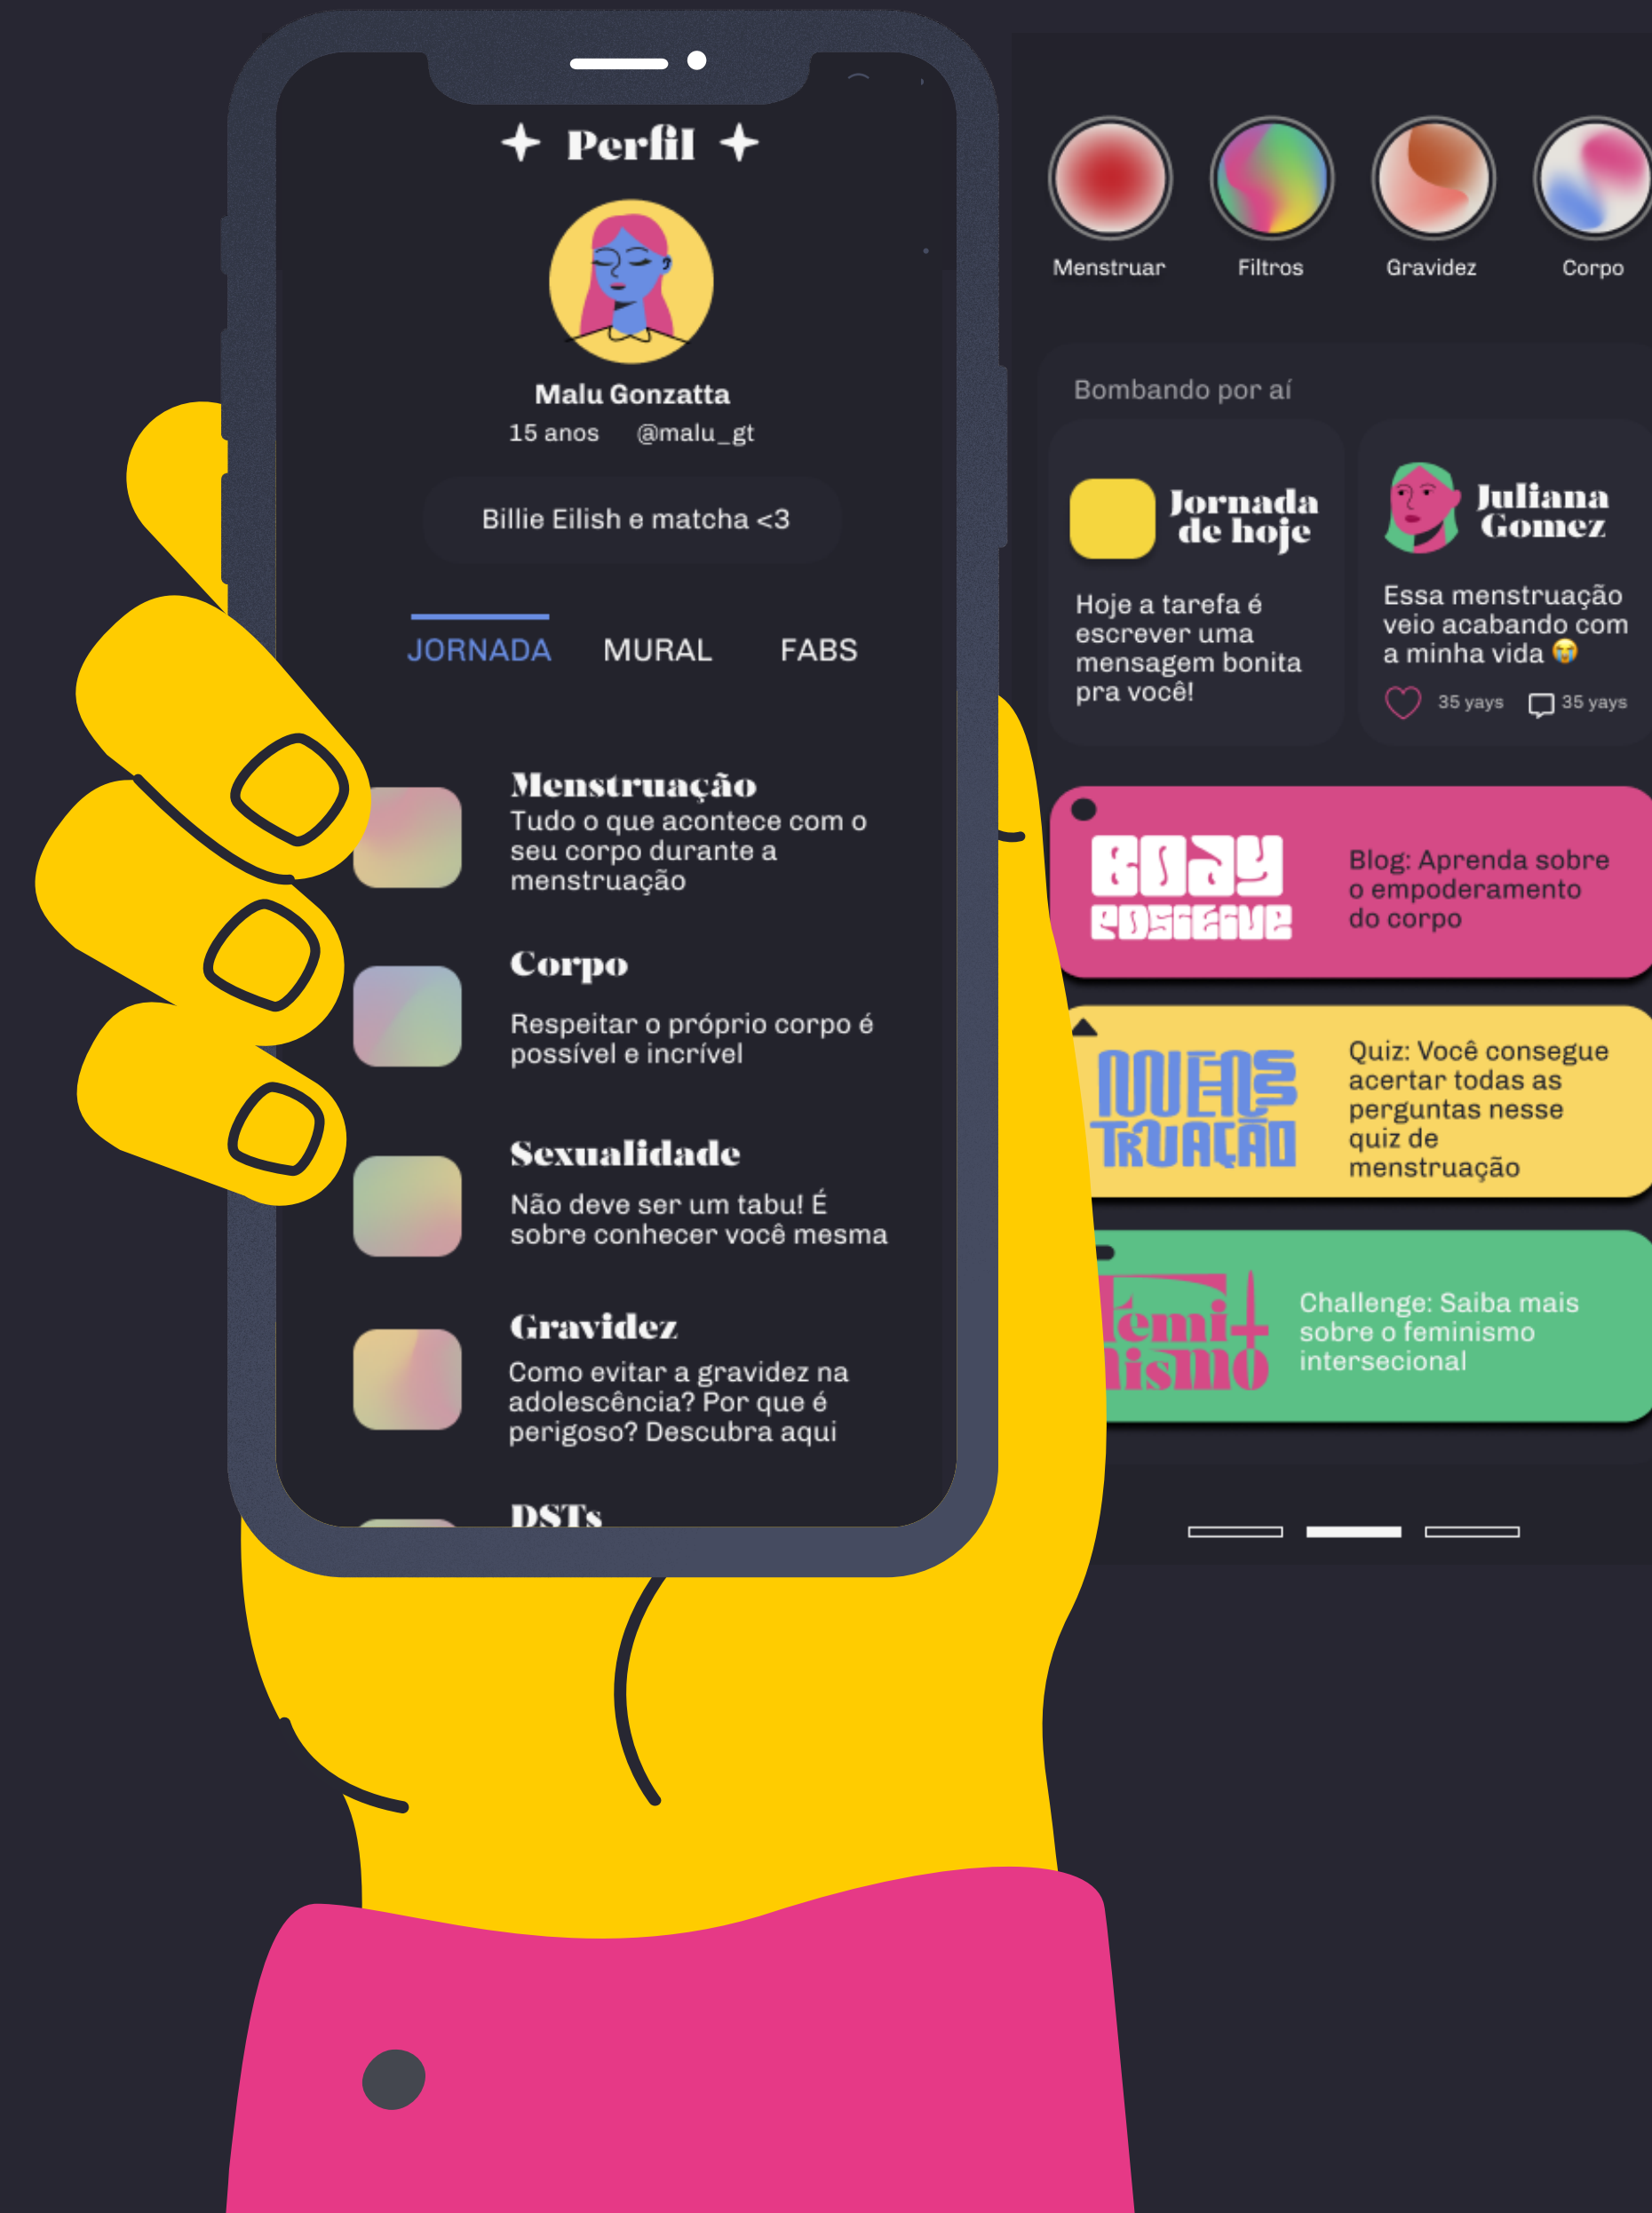 Perfil
Malu Gonzatta
15 anos @malu_gt
Billie Eilish e matcha <3
JORNADA MURAL FABS
Menstruação
Tudo o que acontece com o
seu corpo durante a
menstruação
Corpo
Respeitar o próprio corpo é
possível e incrível
Sexualidade
Não deve ser um tabu! É
sobre conhecer você mesma
Gravidez
Como evitar a gravidez na
adolescência? Por que é
perigoso? Descubra aqui
DSTs
Menstruar Filtros Gravidez Corpo
Bombando por aí
Jornada
de hoje
Hoje a tarefa é
escrever uma
mensagem bonita
pra você!
Juliana
Gomez
Essa menstruação
veio acabando com
a minha vida 😭
35 yays 35 yays
BODY
POSITIVE
Blog: Aprenda sobre
o empoderamento
do corpo
MENS
TRUAÇÃO
Quiz: Você consegue
acertar todas as
perguntas nesse
quiz de
menstruação
Femi
nismo
Challenge: Saiba mais
sobre o feminismo
intersecional